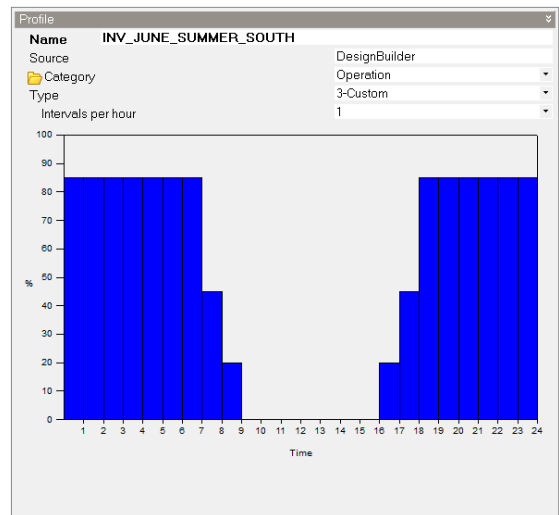 Profile
Name INV_JUNE_SUMMER_SOUTH
Source DesignBuilder
Category Operation
Type 3-Custom
Intervals per hour 1
100
90
80
70
60
50
%
40
30
20
10
0
1 2 3 4 5 6 7 8 9 10 11 12 13 14 15 16 17 18 19 20 21 22 23 24
Time